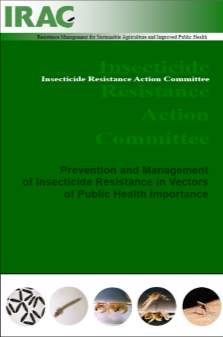 IRAC
Resistance Management for Sustainable Agriculture and Improved Public Health
Insecticide
Insecticide Resistance Action Committee
Resistance
Action
Committee
Prevention and Management
of Insecticide Resistance in Vectors
of Public Health Importance